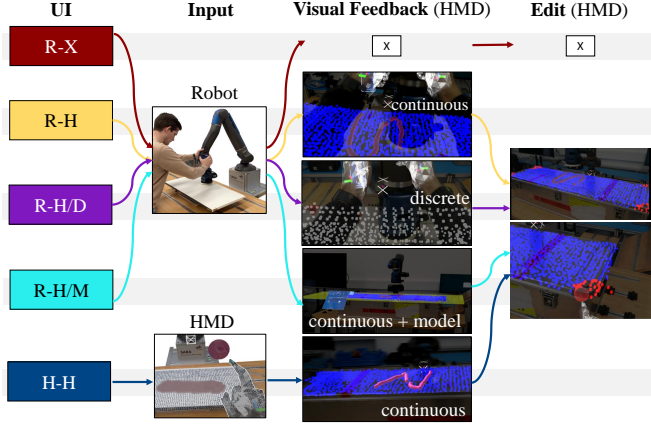 UI Input Visual Feedback (HMD) Edit (HMD)
R-X X X
Robot
continuous
R-H
R-H/D discrete
R-H/M
continuous + model
HMD
H-H
continuous